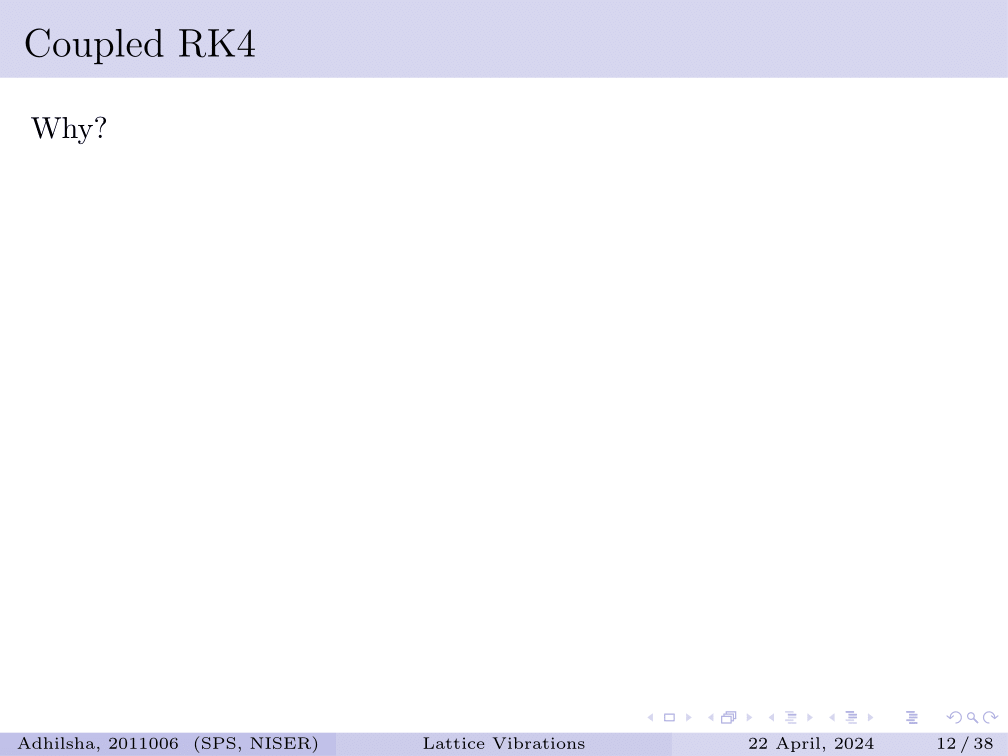 Coupled RK4
Why?
Adhilsha, 2011006 (SPS, NISER) Lattice Vibrations 22 April, 2024 12 / 38